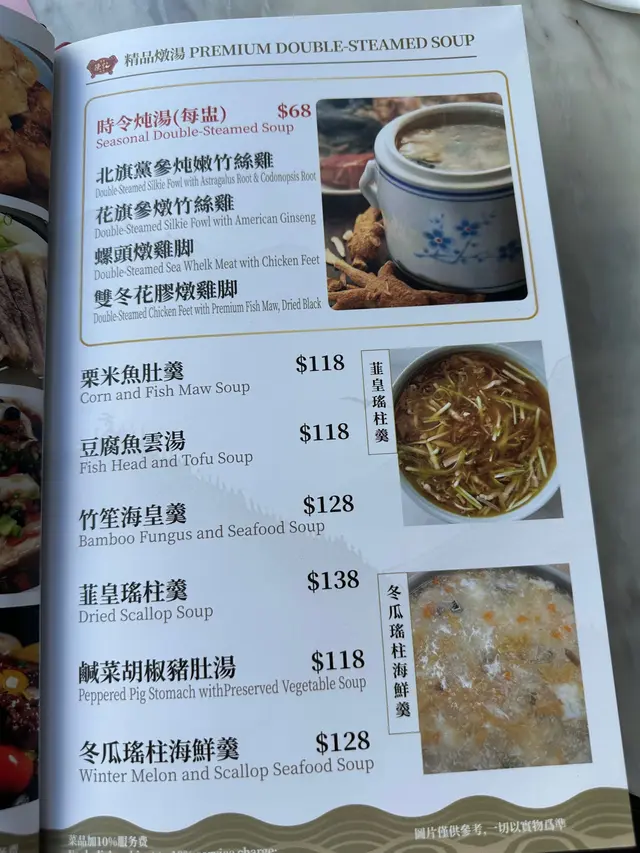 精品燉湯 PREMIUM DOUBLE-STEAMED SOUP
時令炖湯(每盅) $68
Seasonal Double-Steamed Soup
北旗黨參炖嫩竹絲雞
Double-Steamed Silkie Fowl with Astragalus Root & Codonopsis Root
花旗參燉竹絲雞
Double-Steamed Silkie Fowl with American Ginseng
螺頭燉雞脚
Double-Steamed Sea Whelk Meat with Chicken Feet
雙冬花膠燉雞脚
Double-Steamed Chicken Feet with Premium Fish Maw, Dried Black
栗米魚肚羹 $118
Corn and Fish Maw Soup
豆腐魚雲湯 $118
Fish Head and Tofu Soup
竹笙海皇羹 $128
Bamboo Fungus and Seafood Soup
韮皇瑤柱羹 $138
Dried Scallop Soup
鹹菜胡椒豬肚湯 $118
Peppered Pig Stomach withPreserved Vegetable Soup
冬瓜瑤柱海鮮羹 $128
Winter Melon and Scallop Seafood Soup
韮皇瑤柱羹
冬瓜瑤柱海鮮羹
菜品加10%服务費
圖片僅供參考,一切以實物爲準